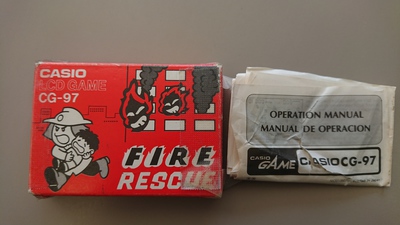 CASIO
LCD GAME
CG-97
FIRE
RESCUE
OPERATION MANUAL
MANUAL DE OPERACION
CASIO
GAME
CASIO CG-97